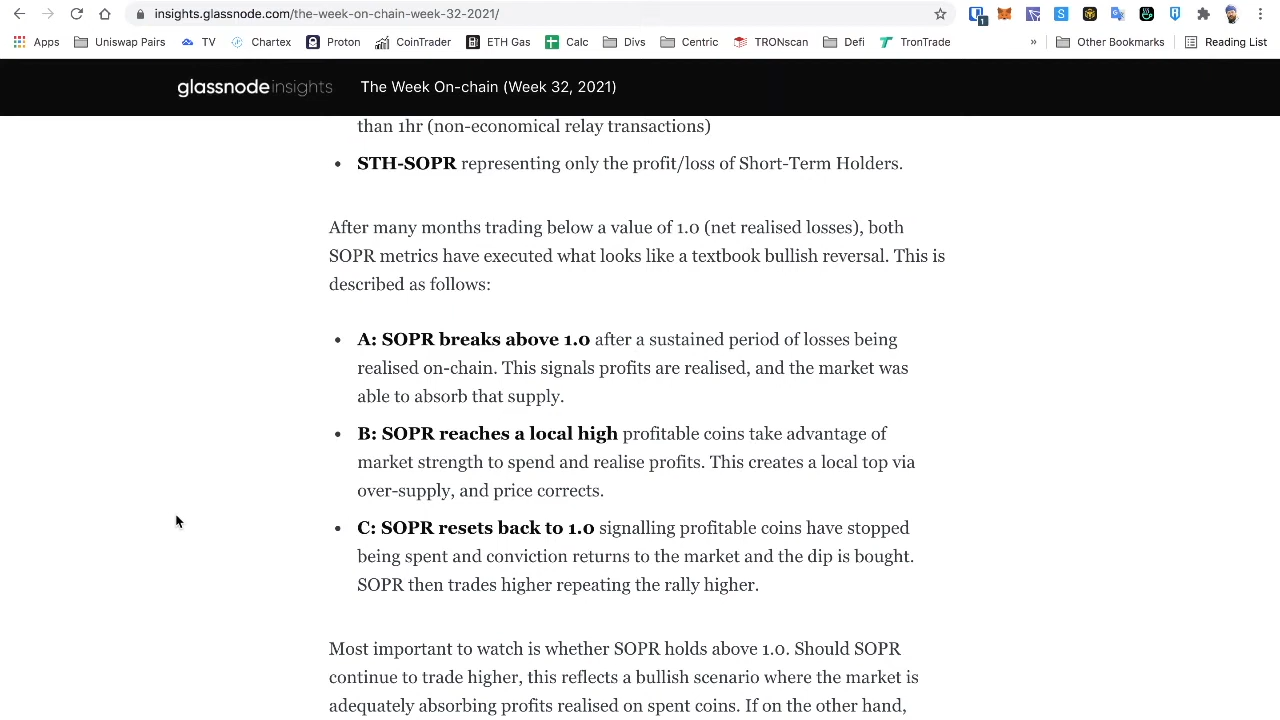 insights.glassnode.com/the-week-on-chain-week-32-2021/
1
S
Apps Uniswap Pairs TV Chartex Proton CoinTrader ETH Gas Calc Divs Centric TRONscan Defi TronTrade » Other Bookmarks Reading List
glassnodeinsights The Week On-chain (Week 32, 2021)
than 1hr (non-economical relay transactions)
• STH-SOPR representing only the profit/loss of Short-Term Holders.
After many months trading below a value of 1.0 (net realised losses), both
SOPR metrics have executed what looks like a textbook bullish reversal. This is
described as follows:
• A: SOPR breaks above 1.0 after a sustained period of losses being
realised on-chain. This signals profits are realised, and the market was
able to absorb that supply.
• B: SOPR reaches a local high profitable coins take advantage of
market strength to spend and realise profits. This creates a local top via
over-supply, and price corrects.
• C: SOPR resets back to 1.0 signalling profitable coins have stopped
being spent and conviction returns to the market and the dip is bought.
SOPR then trades higher repeating the rally higher.
Most important to watch is whether SOPR holds above 1.0. Should SOPR
continue to trade higher, this reflects a bullish scenario where the market is
adequately absorbing profits realised on spent coins. If on the other hand,